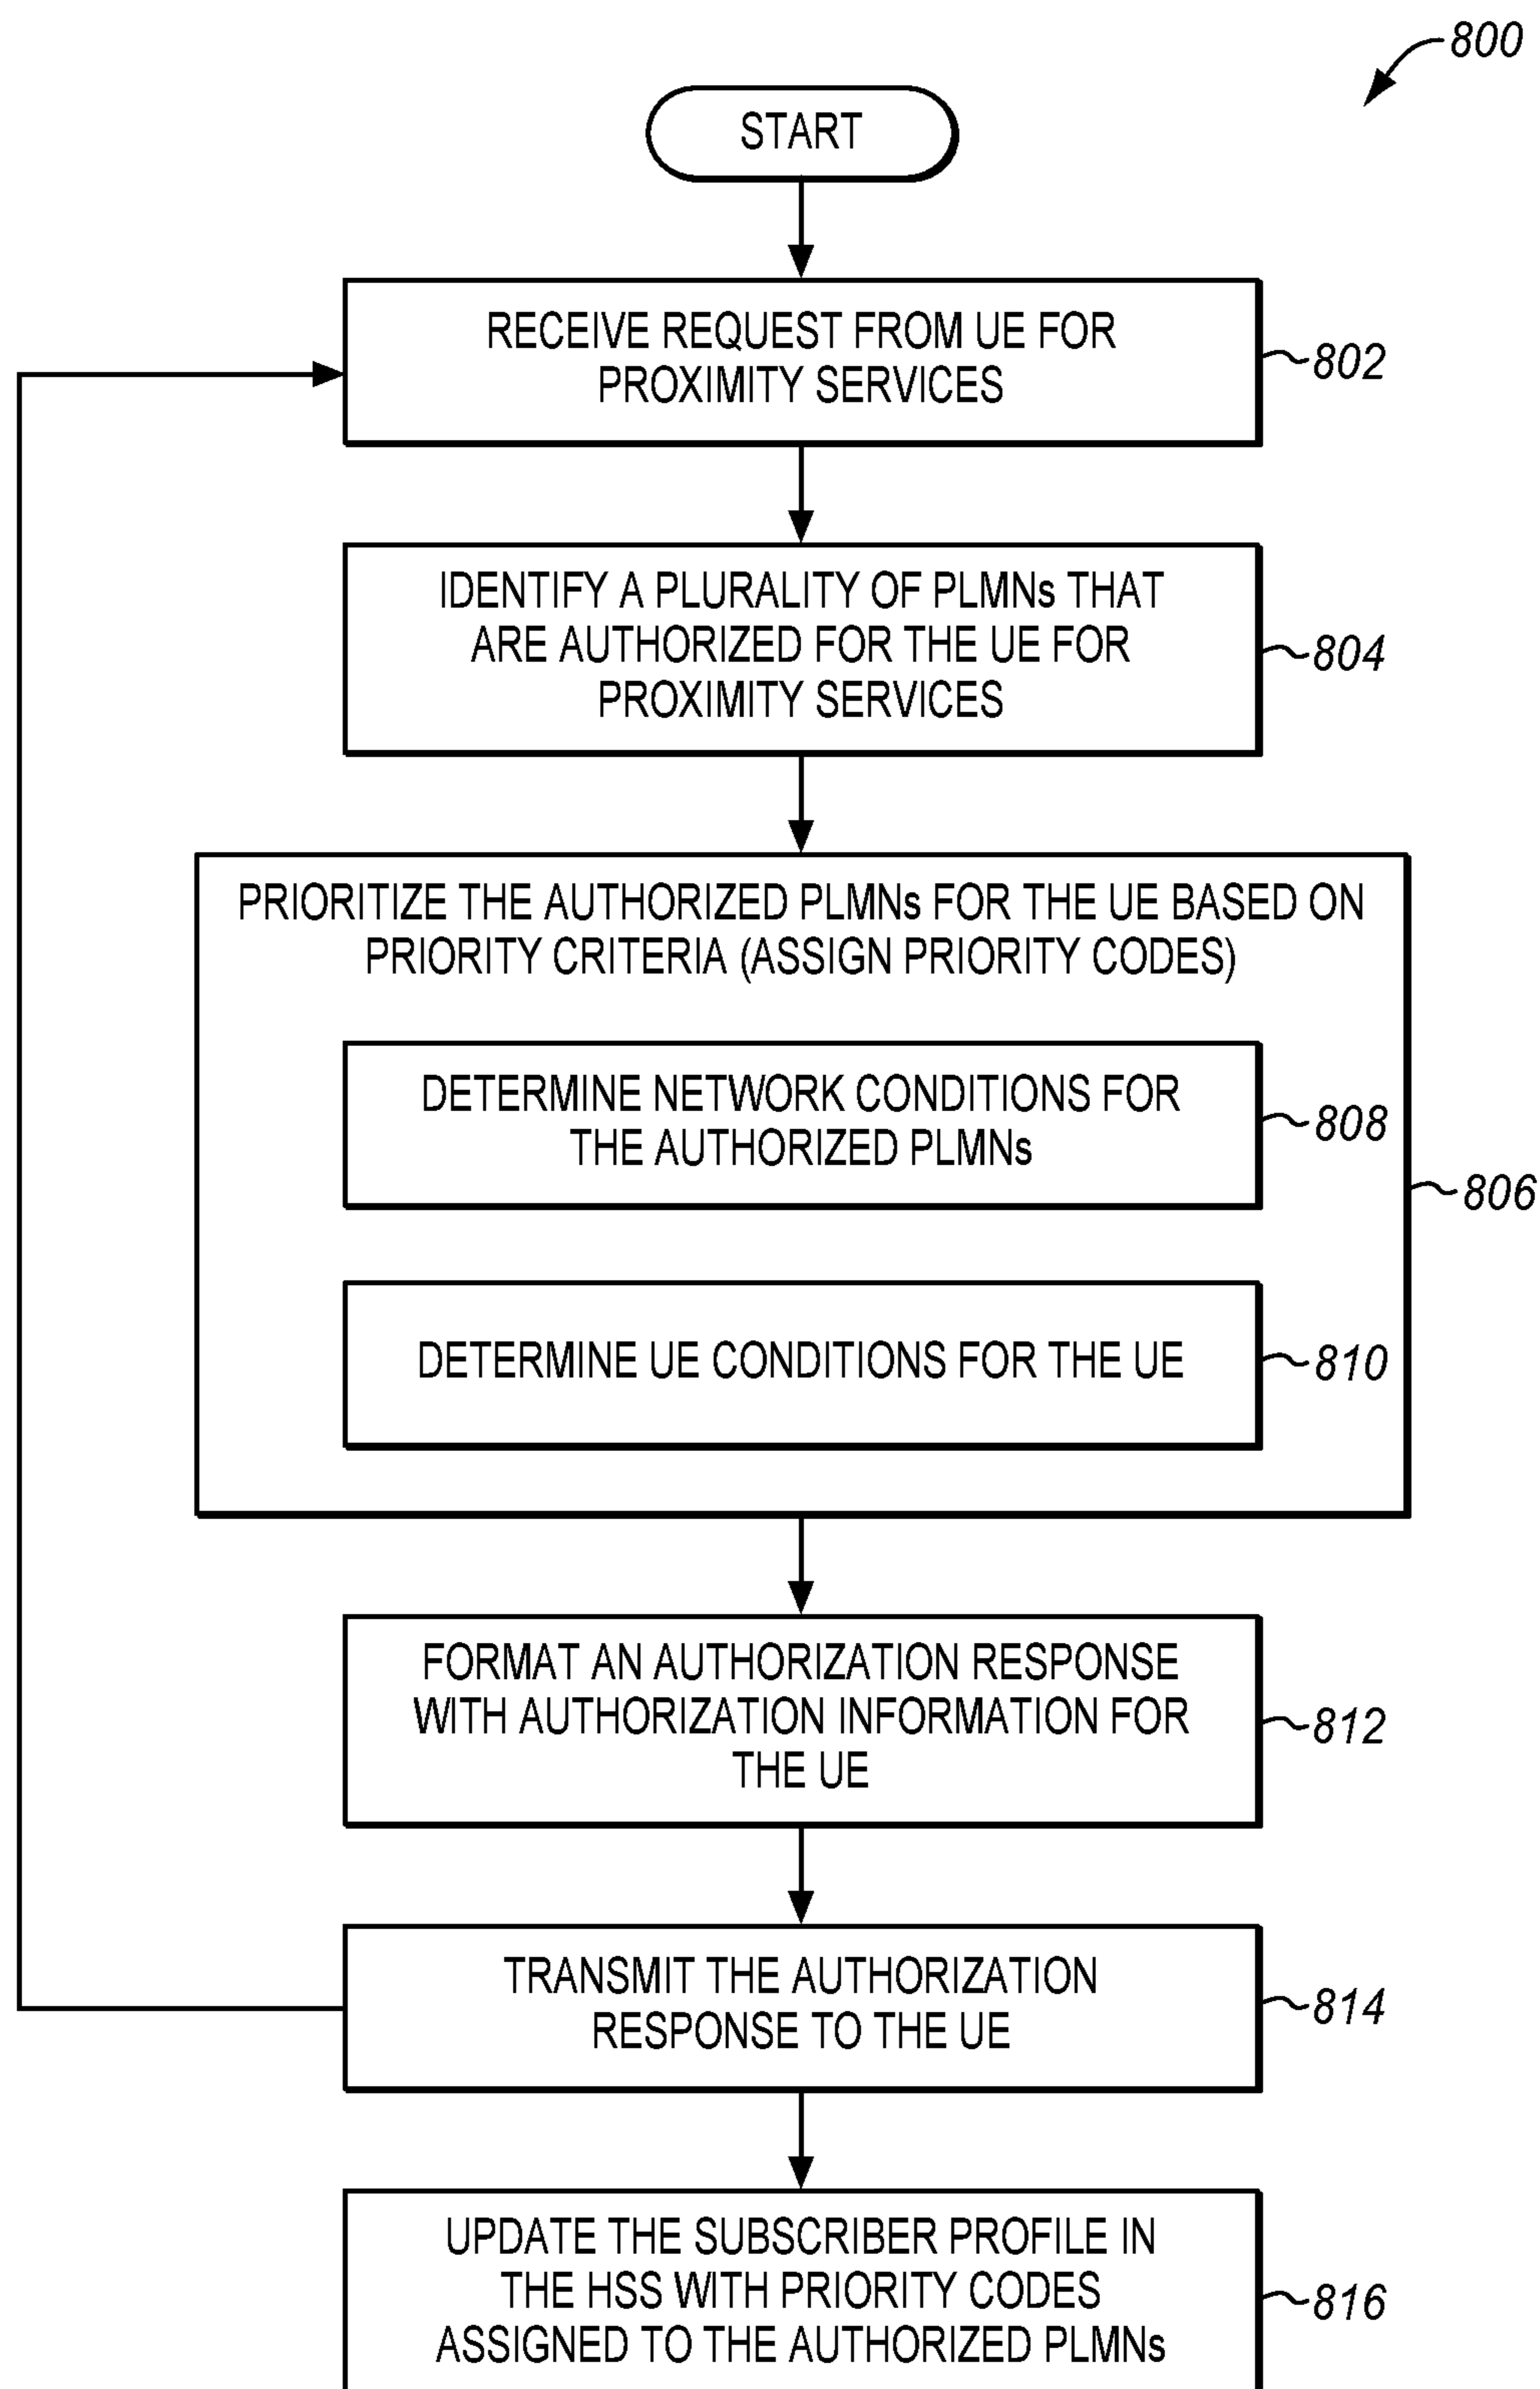 800
START
RECEIVE REQUEST FROM UE FOR
PROXIMITY SERVICES
802
IDENTIFY A PLURALITY OF PLMNs THAT
ARE AUTHORIZED FOR THE UE FOR
PROXIMITY SERVICES
804
PRIORITIZE THE AUTHORIZED PLMNs FOR THE UE BASED ON
PRIORITY CRITERIA (ASSIGN PRIORITY CODES)
DETERMINE NETWORK CONDITIONS FOR
THE AUTHORIZED PLMNs
808
806
DETERMINE UE CONDITIONS FOR THE UE
810
FORMAT AN AUTHORIZATION RESPONSE
WITH AUTHORIZATION INFORMATION FOR
THE UE
812
TRANSMIT THE AUTHORIZATION
RESPONSE TO THE UE
814
UPDATE THE SUBSCRIBER PROFILE IN
THE HSS WITH PRIORITY CODES
ASSIGNED TO THE AUTHORIZED PLMNs
816